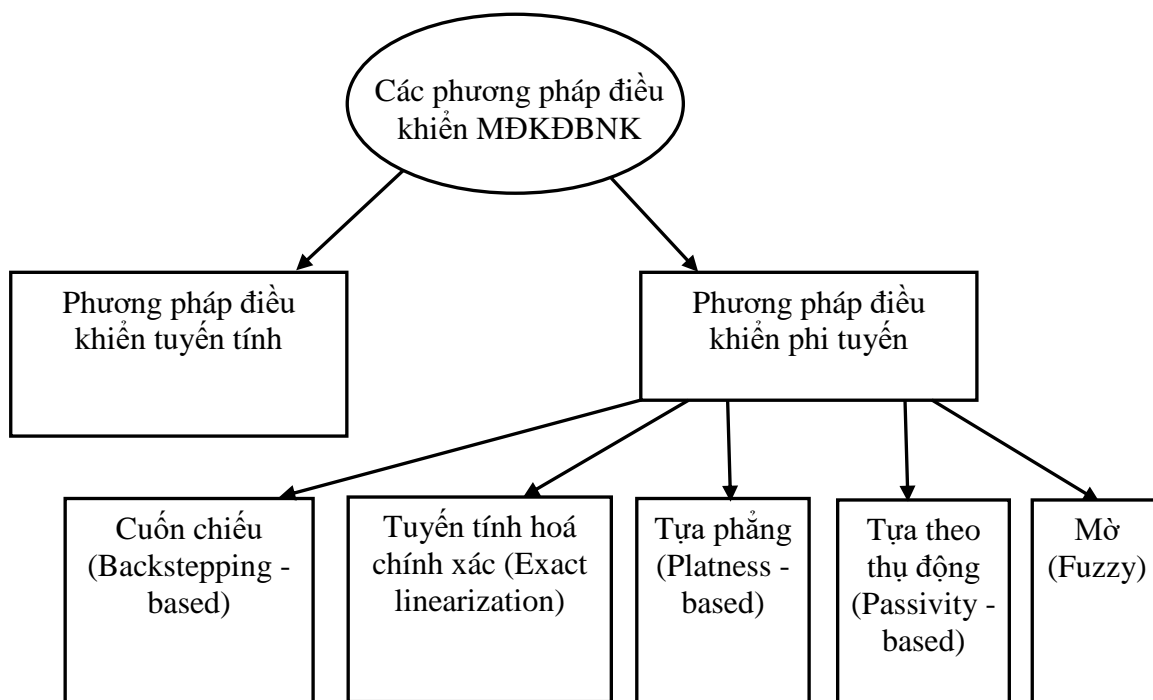 Các phương pháp điều
khiển MĐKĐBNK
Phương pháp điều
khiển tuyến tính
Phương pháp điều
khiển phi tuyến
Cuốn chiếu
(Backstepping -
based)
Tuyến tính hoá
chính xác (Exact
linearization)
Tựa phẳng
(Platness -
based)
Tựa theo
thụ động
(Passivity -
based)
Mờ
(Fuzzy)